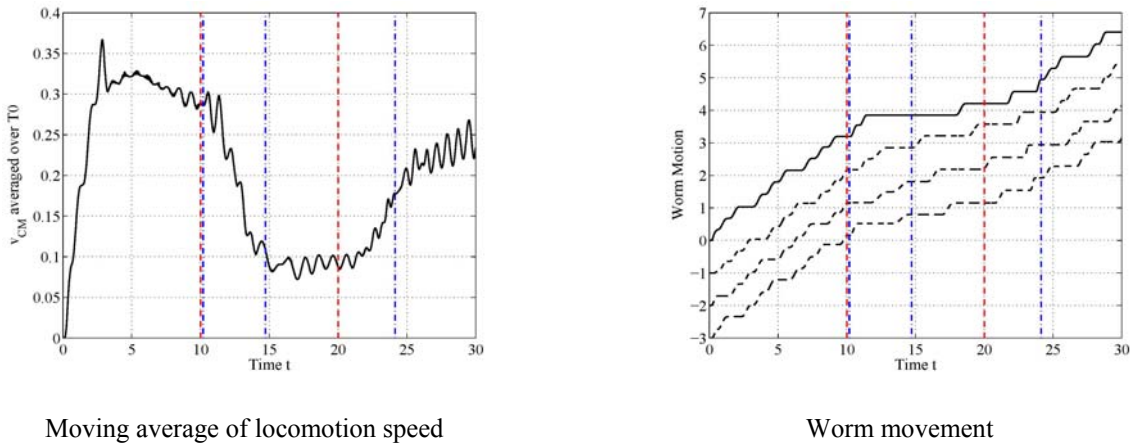 0.4
0.35
0.3
0.25
0.2
0.15
0.1
0.05
0
v_CM averaged over T0
0 5 10 15 20 25 30
Time t
Moving average of locomotion speed
7
6
5
4
3
2
1
0
−1
−2
−3
Worm Motion
0 5 10 15 20 25 30
Time t
Worm movement